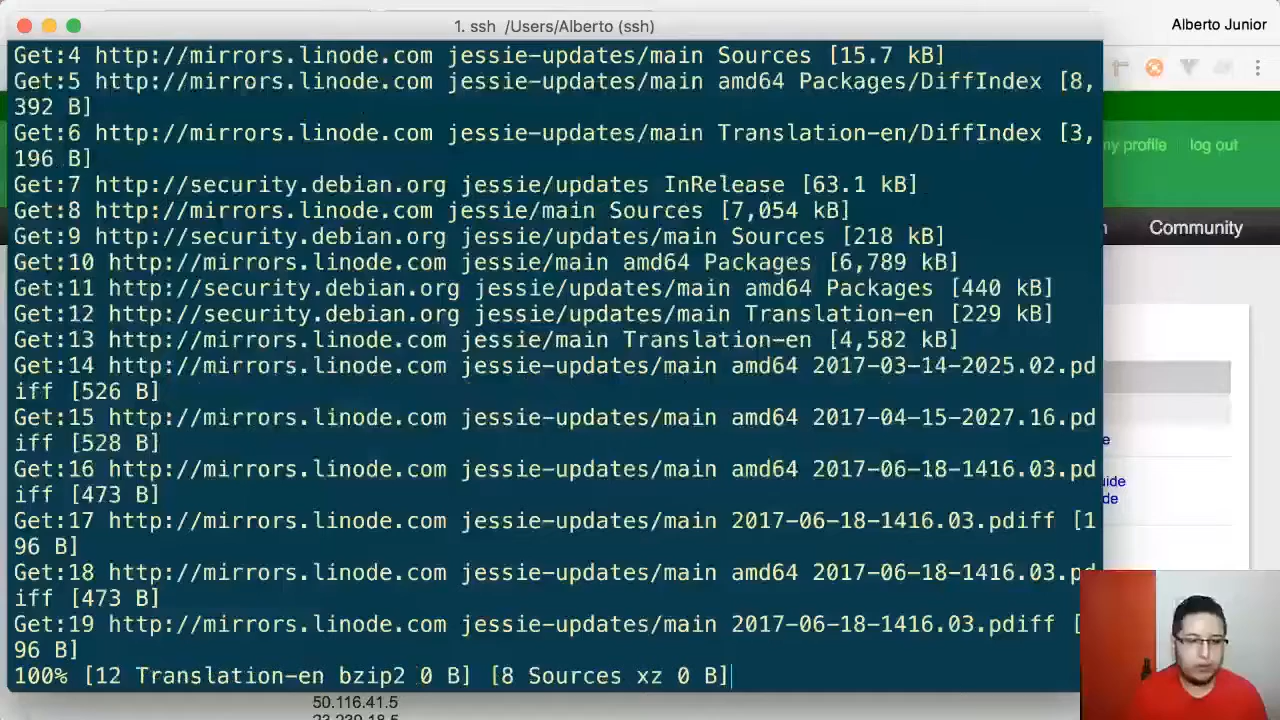 1. ssh /Users/Alberto (ssh)
Alberto Junior
Get:4 http://mirrors.linode.com jessie-updates/main Sources [15.7 kB]
Get:5 http://mirrors.linode.com jessie-updates/main amd64 Packages/DiffIndex [8,
392 B]
Get:6 http://mirrors.linode.com jessie-updates/main Translation-en/DiffIndex [3,
196 B]
my profile log out
Get:7 http://security.debian.org jessie/updates InRelease [63.1 kB]
Get:8 http://mirrors.linode.com jessie/main Sources [7,054 kB]
Community
Get:9 http://security.debian.org jessie/updates/main Sources [218 kB]
Get:10 http://mirrors.linode.com jessie/main amd64 Packages [6,789 kB]
Get:11 http://security.debian.org jessie/updates/main amd64 Packages [440 kB]
Get:12 http://security.debian.org jessie/updates/main Translation-en [229 kB]
Get:13 http://mirrors.linode.com jessie/main Translation-en [4,582 kB]
Get:14 http://mirrors.linode.com jessie-updates/main amd64 2017-03-14-2025.02.pd
iff [526 B]
Get:15 http://mirrors.linode.com jessie-updates/main amd64 2017-04-15-2027.16.pd
iff [528 B]
Get:16 http://mirrors.linode.com jessie-updates/main amd64 2017-06-18-1416.03.pd
iff [473 B]
Get:17 http://mirrors.linode.com jessie-updates/main 2017-06-18-1416.03.pdiff [1
96 B]
Get:18 http://mirrors.linode.com jessie-updates/main amd64 2017-06-18-1416.03.pd
iff [473 B]
Get:19 http://mirrors.linode.com jessie-updates/main 2017-06-18-1416.03.pdiff [
96 B]
100% [12 Translation-en bzip2 0 B] [8 Sources xz 0 B]
50.116.41.5